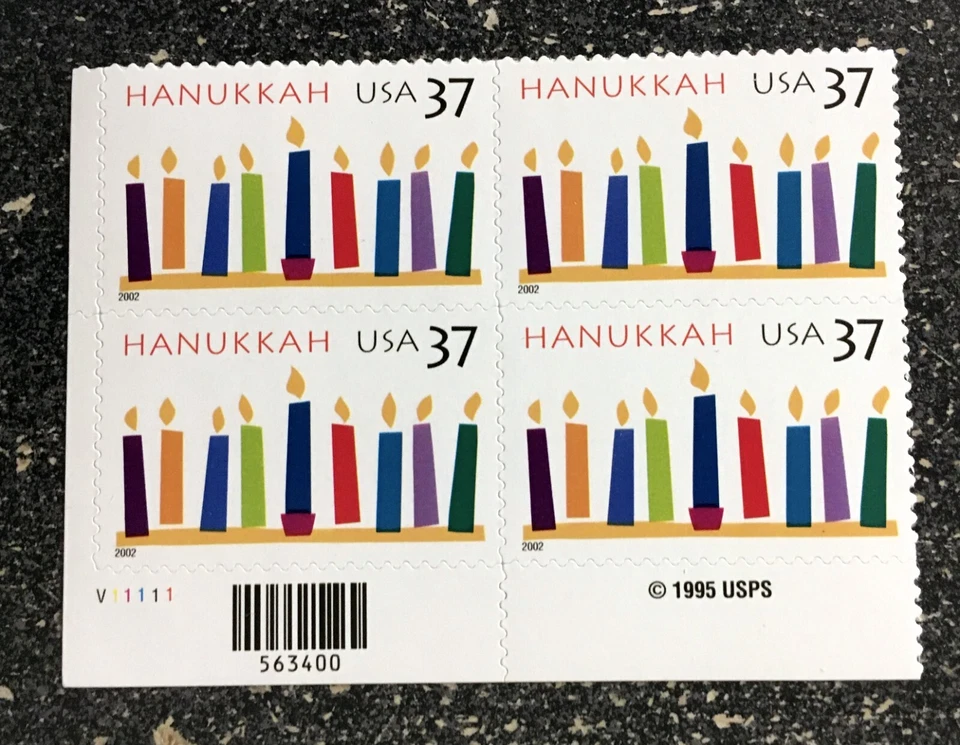 HANUKKAH USA 37
HANUKKAH USA 37
2002
2002
HANUKKAH USA 37
HANUKKAH USA 37
2002
2002
V11111
563400
© 1995 USPS